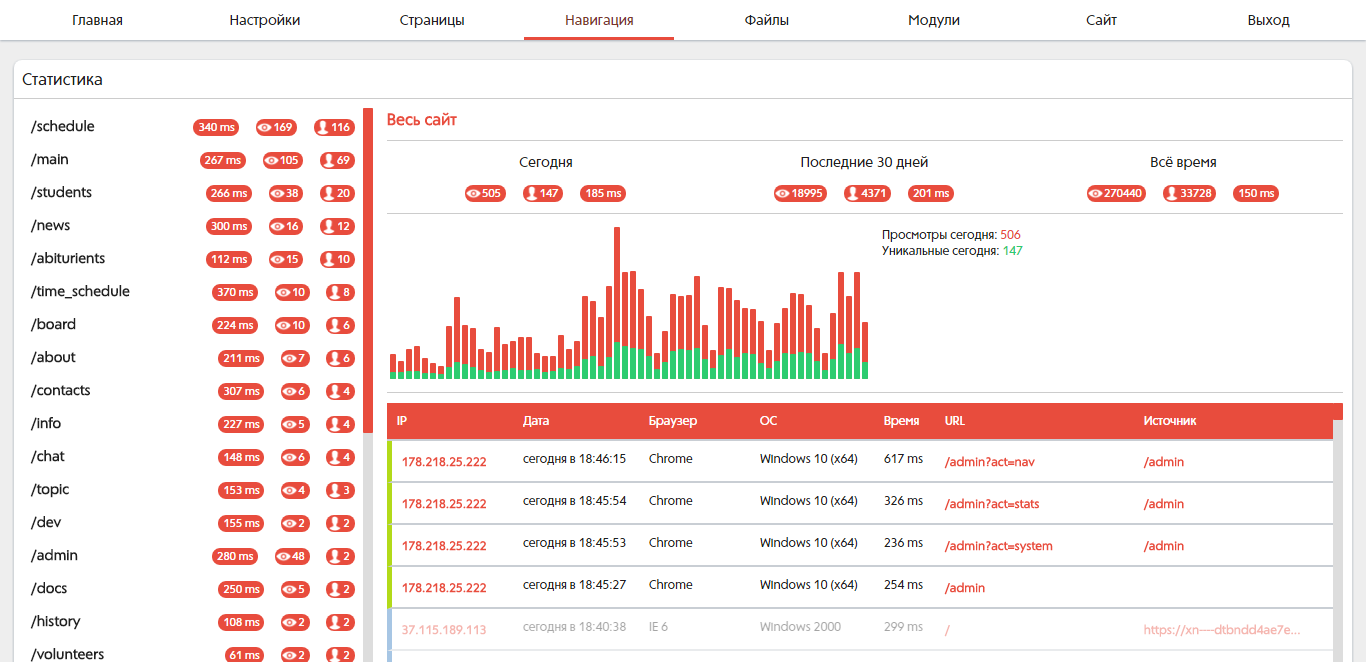 Главная Настройки Страницы Навигация Файлы Модули Сайт Выход
Статистика
/schedule 340 ms 169 116
/main 267 ms 105 69
/students 266 ms 38 20
/news 300 ms 16 12
/abiturients 112 ms 15 10
/time_schedule 370 ms 10 8
/board 224 ms 10 6
/about 211 ms 7 6
/contacts 307 ms 6 4
/info 227 ms 5 4
/chat 148 ms 6 4
/topic 153 ms 4 3
/dev 155 ms 2 2
/admin 280 ms 48 2
/docs 250 ms 5 2
/history 108 ms 2 2
/volunteers 61 ms 2 2
Весь сайт
Сегодня Последние 30 дней Всё время
505 147 185 ms 18995 4371 201 ms 270440 33728 150 ms
Просмотры сегодня: 506
Уникальные сегодня: 147
IP Дата Браузер ОС Время URL Источник
178.218.25.222 сегодня в 18:46:15 Chrome Windows 10 (x64) 617 ms /admin?act=nav /admin
178.218.25.222 сегодня в 18:45:54 Chrome Windows 10 (x64) 326 ms /admin?act=stats /admin
178.218.25.222 сегодня в 18:45:53 Chrome Windows 10 (x64) 236 ms /admin?act=system /admin
178.218.25.222 сегодня в 18:45:27 Chrome Windows 10 (x64) 254 ms /admin
37.115.189.113 сегодня в 18:40:38 IE 6 Windows 2000 299 ms / https://xn----dtbndd4ae7e...